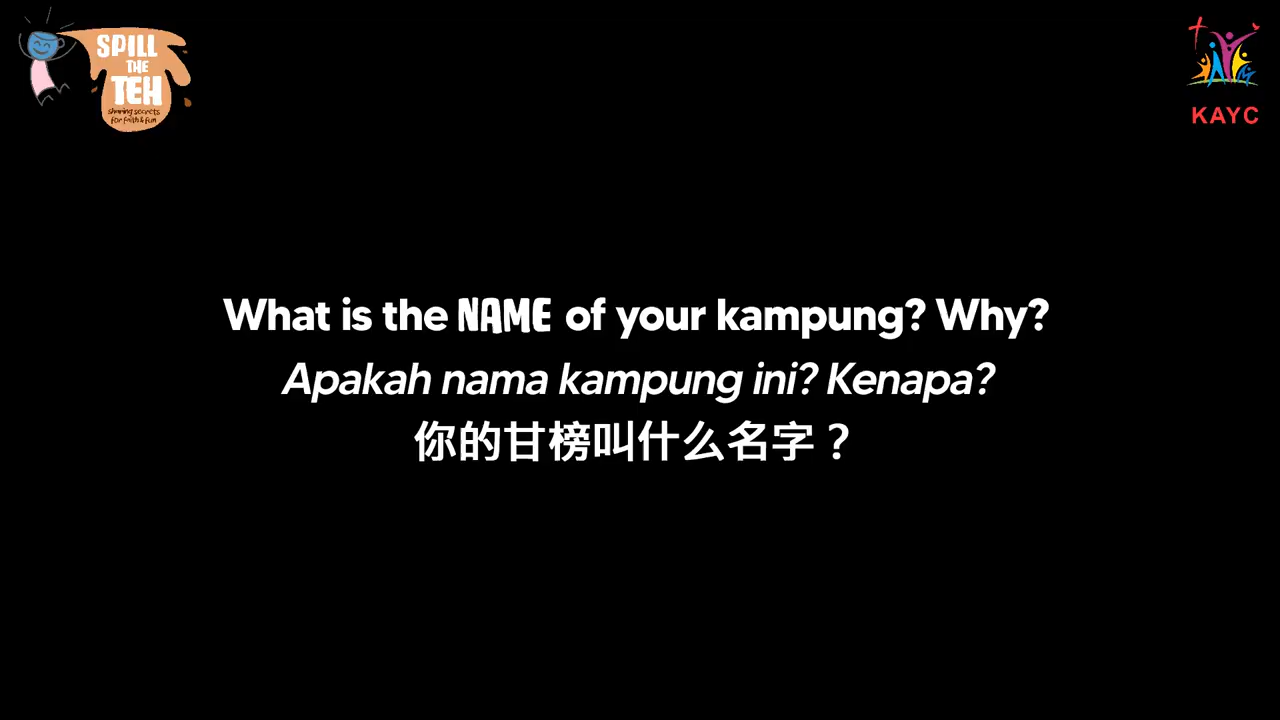 SPILL
THE
TEH
sharing secrets
for faith & fun
KAYC
What is the NAME of your kampung? Why?
Apakah nama kampung ini? Kenapa?
你的甘榜叫什么名字？